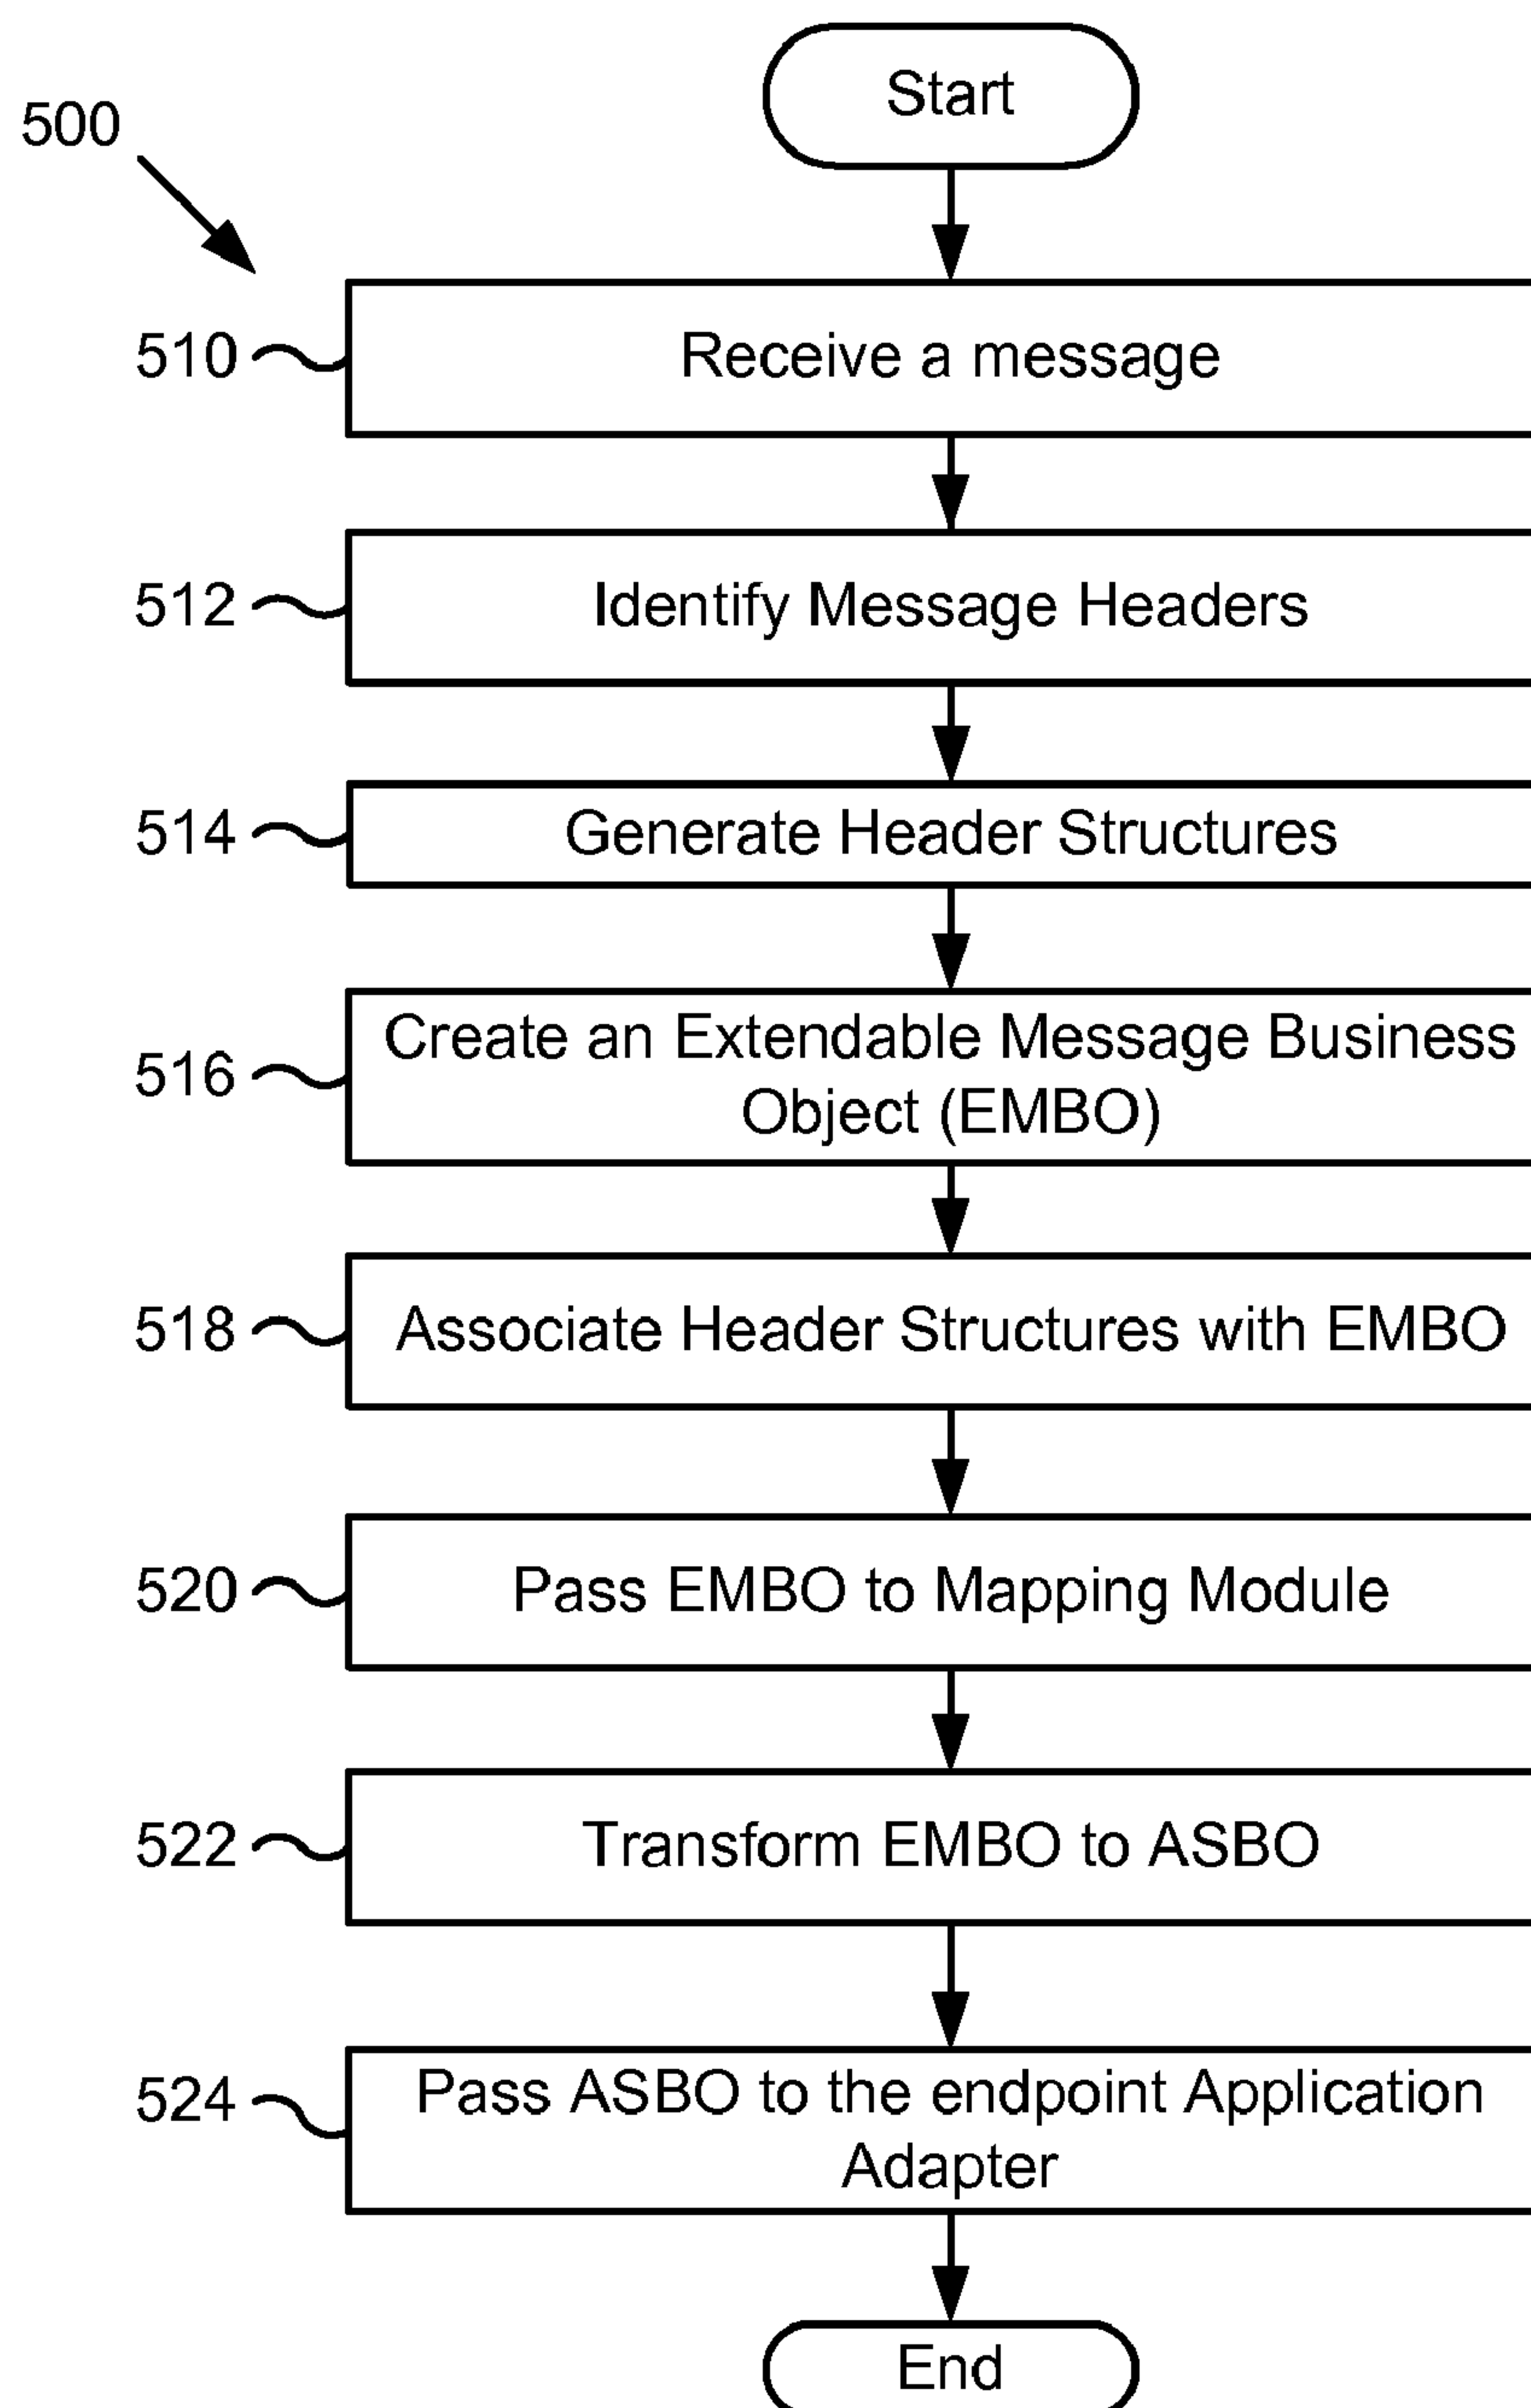 Start
500
510
Receive a message
512
Identify Message Headers
514
Generate Header Structures
516
Create an Extendable Message Business
Object (EMBO)
518
Associate Header Structures with EMBO
520
Pass EMBO to Mapping Module
522
Transform EMBO to ASBO
524
Pass ASBO to the endpoint Application
Adapter
End